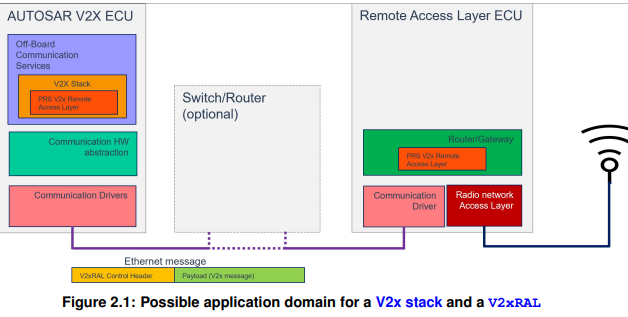 AUTOSAR V2X ECU
Off-Board
Communication
Services
V2X Stack
PRS V2x Remote
Access Layer
Communication HW
abstraction
Communication Drivers
Switch/Router
(optional)
Remote Access Layer ECU
Router/Gateway
PRS V2x Remote
Access Layer
Communication
Driver
Radio network
Access Layer
Ethernet message
V2xRAL Control Header
Payload (V2x message)
Figure 2.1: Possible application domain for a V2x stack and a V2xRAL